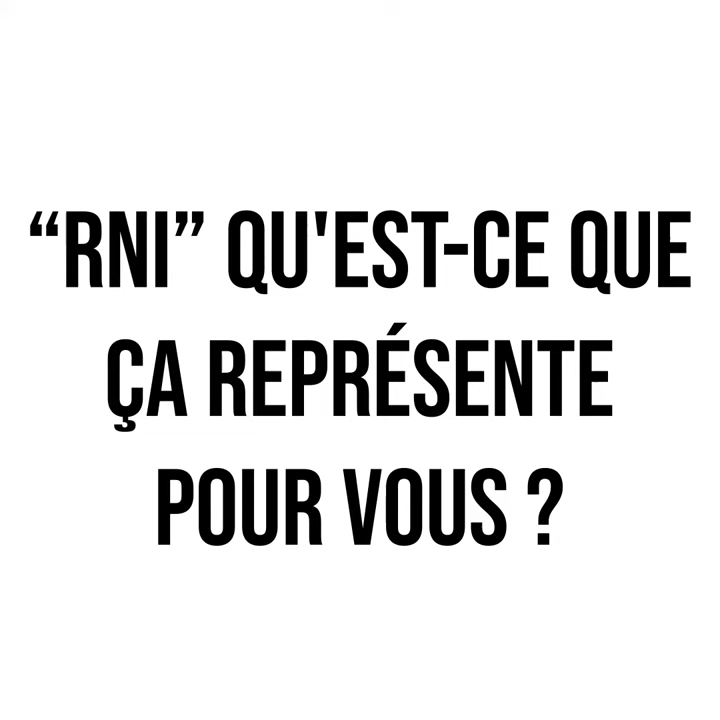 “RNI” QU'EST-CE QUE
ÇA REPRÉSENTE
POUR VOUS ?